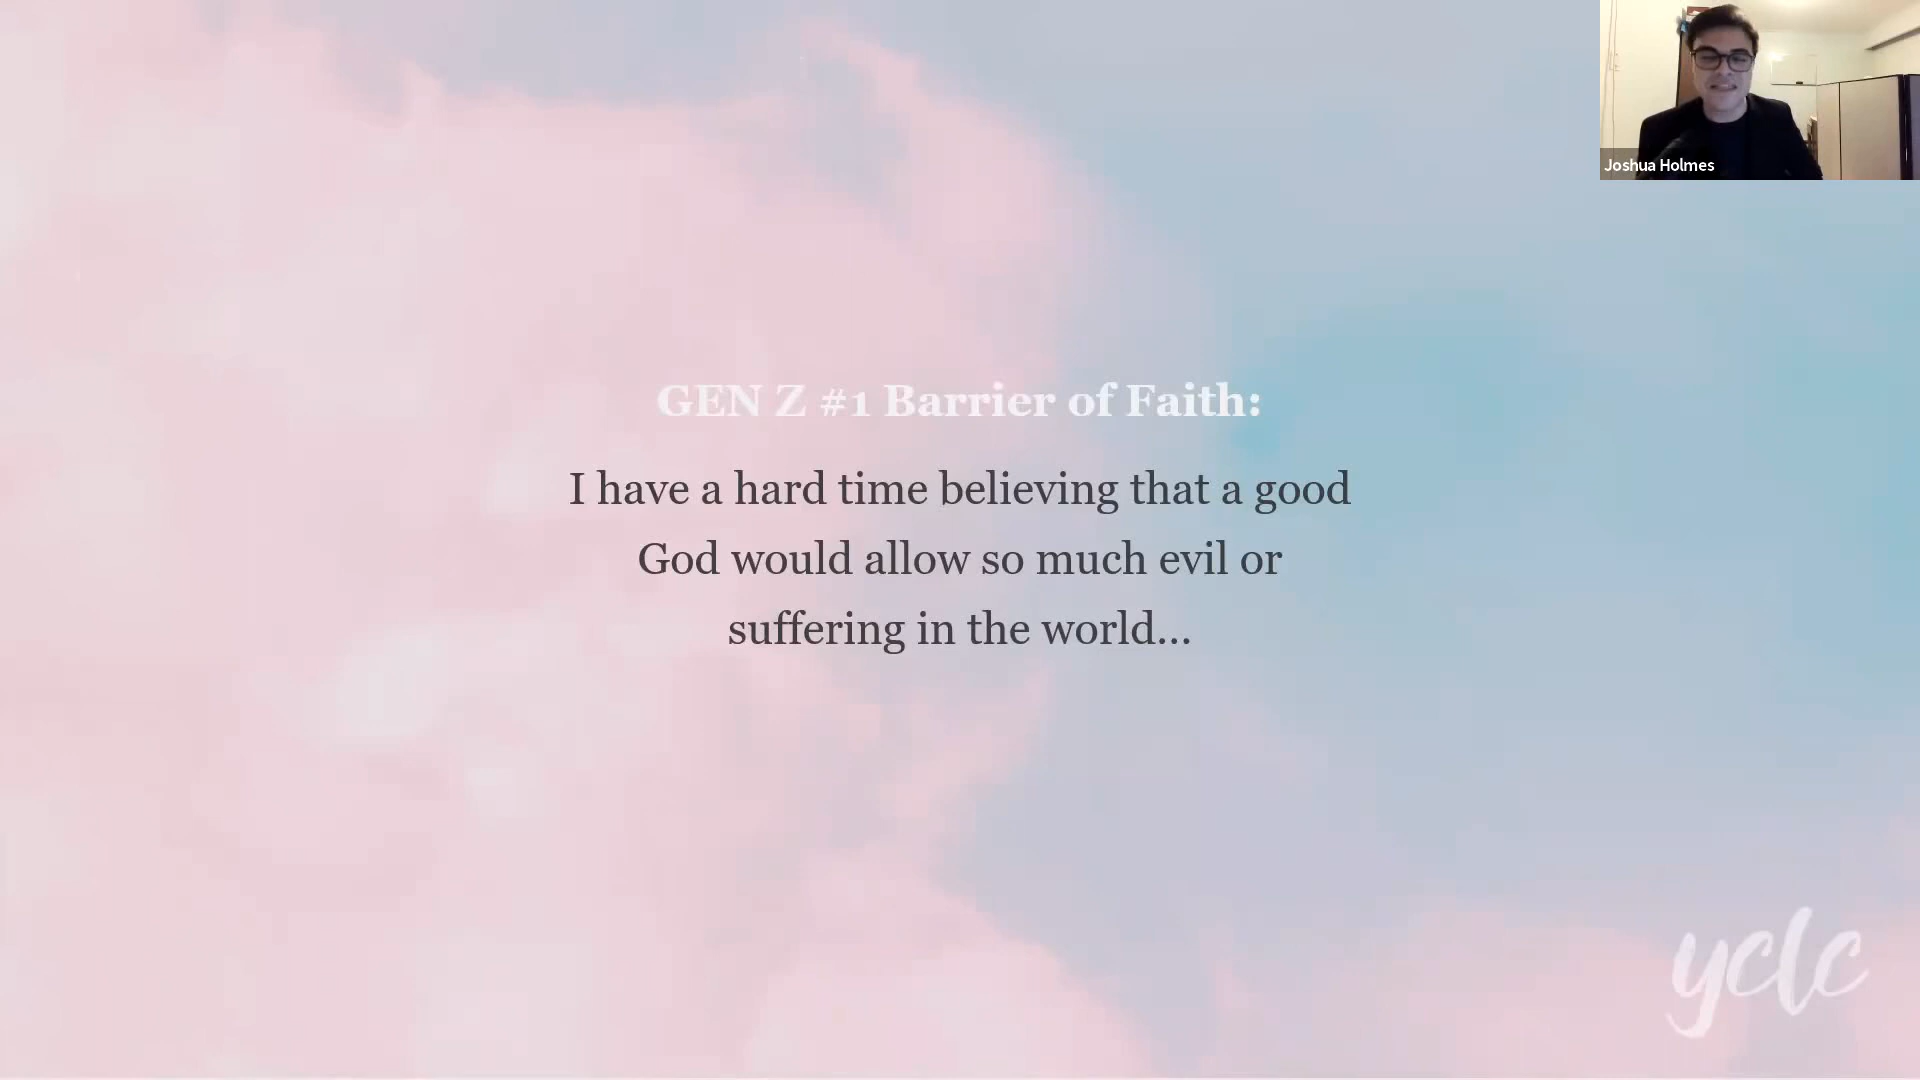 Joshua Holmes
GEN Z #1 Barrier of Faith:
I have a hard time believing that a good
God would allow so much evil or
suffering in the world...
yclc